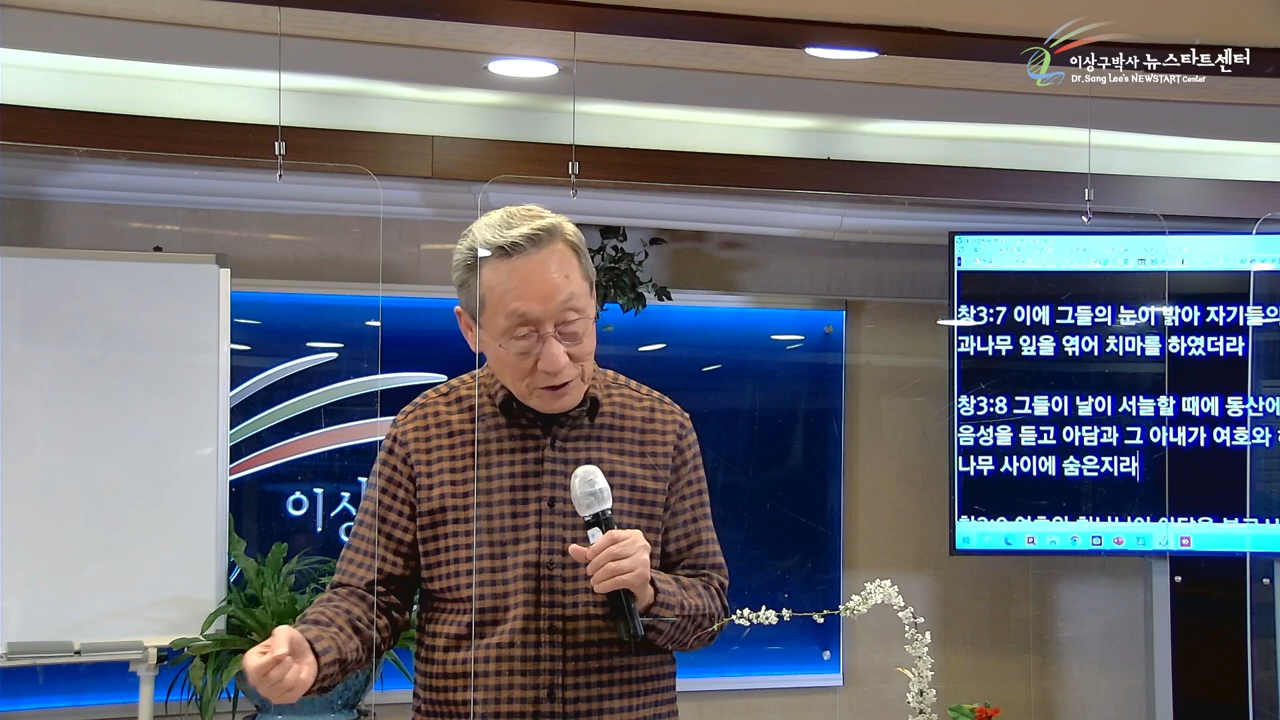 이상구박사 뉴스타트센터
Dr. Sang Lee's NEWSTART Center
창3:7 이에 그들의 눈이 밝아 자기들의
과나무 잎을 엮어 치마를 하였더라
창3:8 그들이 날이 서늘할 때에 동산에
음성을 듣고 아담과 그 아내가 여호와
나무 사이에 숨은지라
이상